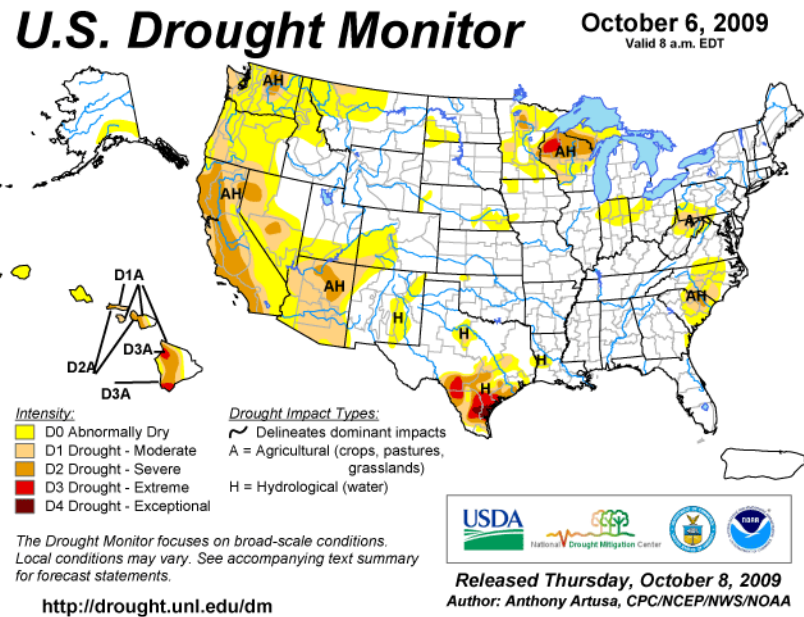 U.S. Drought Monitor
October 6, 2009
Valid 8 a.m. EDT
AH
AH
AH
A
AH
AH
H
H
H
H
D1A
D3A
D2A
D3A
Intensity:
D0 Abnormally Dry
D1 Drought - Moderate
D2 Drought - Severe
D3 Drought - Extreme
D4 Drought - Exceptional
Drought Impact Types:
Delineates dominant impacts
A = Agricultural (crops, pastures,
grasslands)
H = Hydrological (water)
The Drought Monitor focuses on broad-scale conditions.
Local conditions may vary. See accompanying text summary
for forecast statements.
http://drought.unl.edu/dm
USDA
National Drought Mitigation Center
NOAA
Released Thursday, October 8, 2009
Author: Anthony Artusa, CPC/NCEP/NWS/NOAA